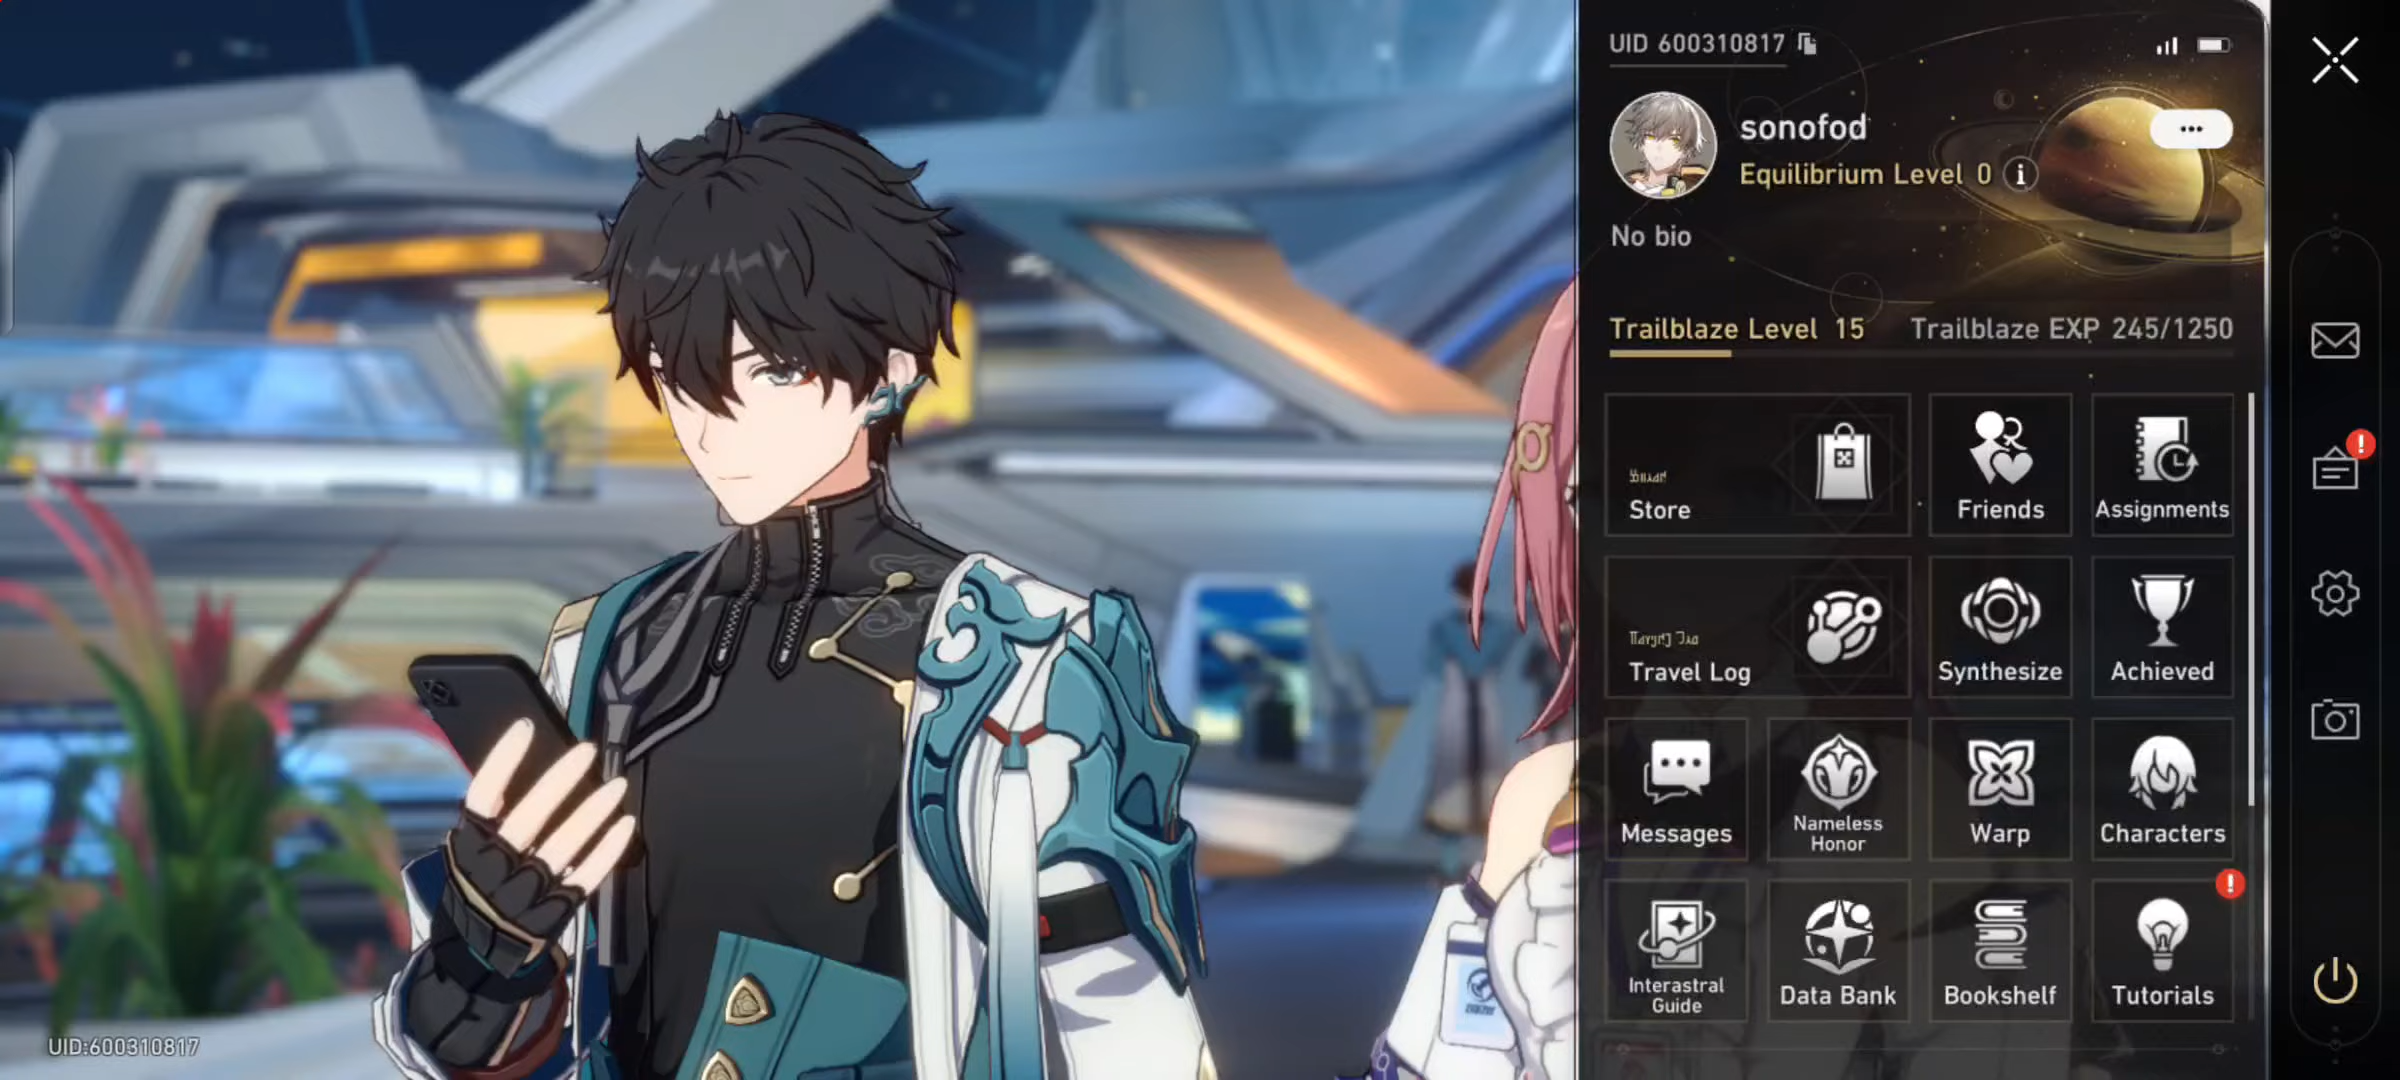 UID 600310817
sonofod
Equilibrium Level 0
No bio
Trailblaze Level 15
Trailblaze EXP 245/1250
Store
Friends
Assignments
Travel Log
Synthesize
Achieved
Messages
Nameless
Honor
Warp
Characters
Interastral
Guide
Data Bank
Bookshelf
Tutorials
UID:600310817